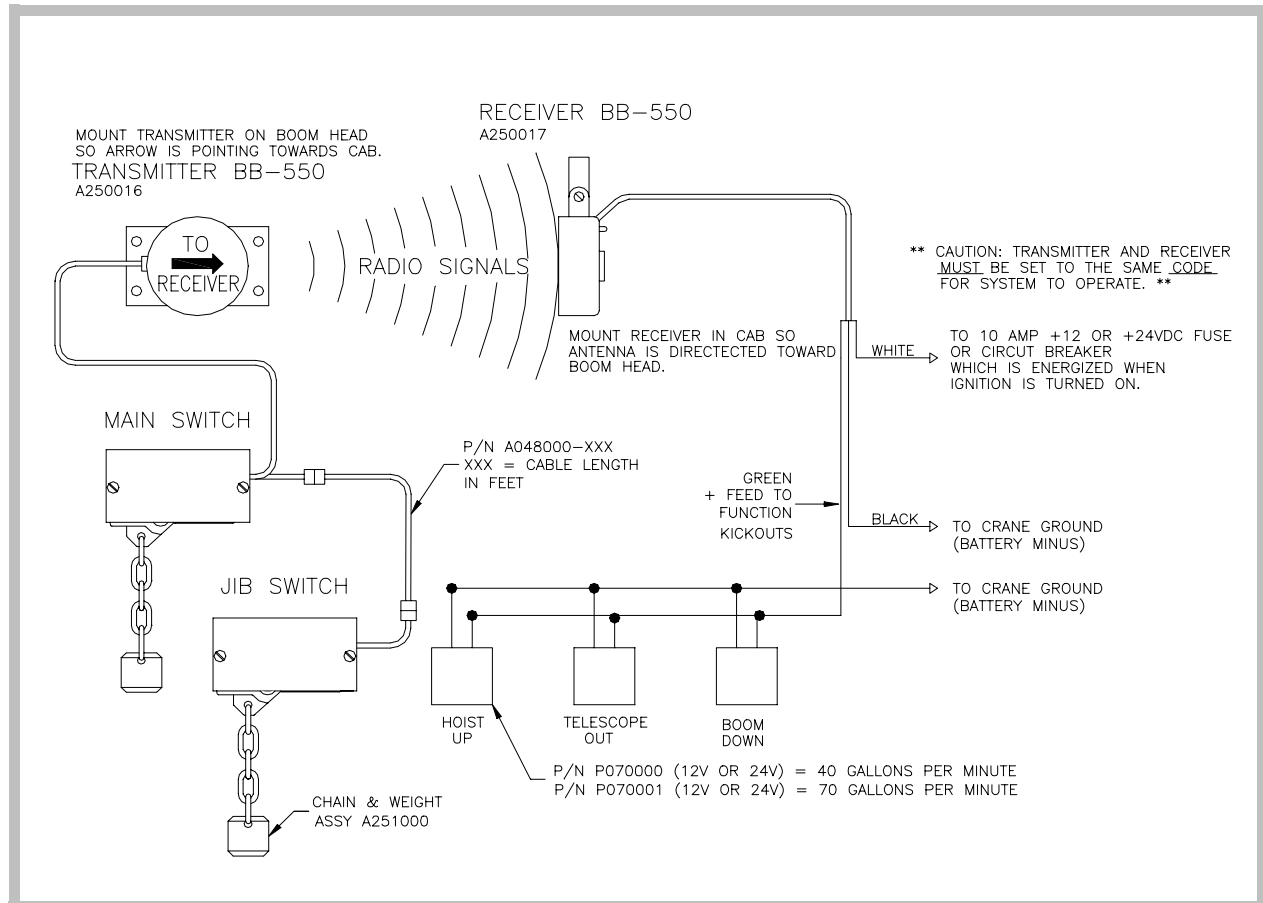 RECEIVER BB-550
A250017
MOUNT TRANSMITTER ON BOOM HEAD
SO ARROW IS POINTING TOWARDS CAB.
TRANSMITTER BB-550
A250016
TO
RECEIVER
RADIO SIGNALS
** CAUTION: TRANSMITTER AND RECEIVER
MUST BE SET TO THE SAME CODE
FOR SYSTEM TO OPERATE. **
MOUNT RECEIVER IN CAB SO
ANTENNA IS DIRECTECTED TOWARD
BOOM HEAD.
WHITE
TO 10 AMP +12 OR +24VDC FUSE
OR CIRCUT BREAKER
WHICH IS ENERGIZED WHEN
IGNITION IS TURNED ON.
MAIN SWITCH
P/N A048000-XXX
XXX = CABLE LENGTH
IN FEET
GREEN
+ FEED TO
FUNCTION
KICKOUTS
BLACK
TO CRANE GROUND
(BATTERY MINUS)
JIB SWITCH
TO CRANE GROUND
(BATTERY MINUS)
HOIST
UP
TELESCOPE
OUT
BOOM
DOWN
P/N P070000 (12V OR 24V) = 40 GALLONS PER MINUTE
P/N P070001 (12V OR 24V) = 70 GALLONS PER MINUTE
CHAIN & WEIGHT
ASSY A251000